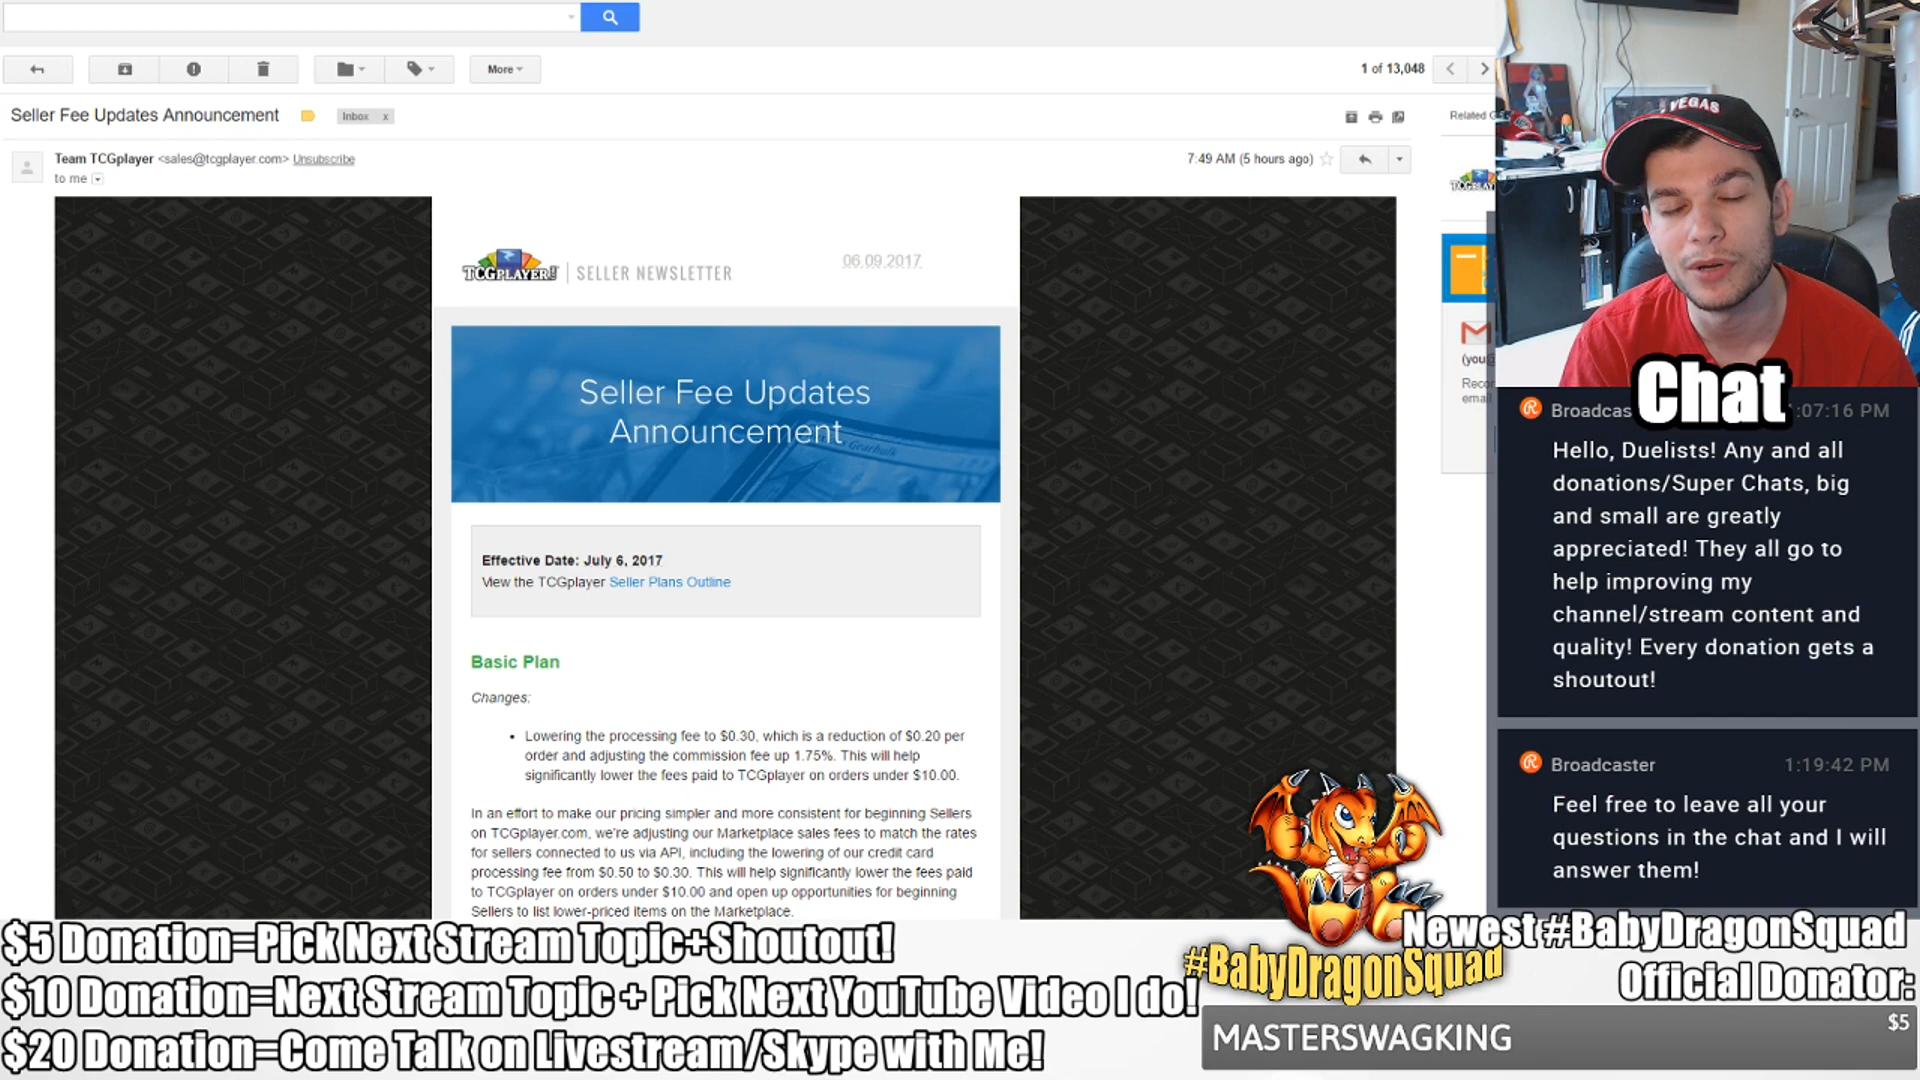 More
1 of 13,048
Seller Fee Updates Announcement
Inbox x
Related G
Team TCGplayer <sales@tcgplayer.com> Unsubscribe
7:49 AM (5 hours ago)
to me
TCGPLAYER
SELLER NEWSLETTER
06.09.2017
Seller Fee Updates
Announcement
Effective Date: July 6, 2017
View the TCGplayer Seller Plans Outline
Basic Plan
Changes:
• Lowering the processing fee to $0.30, which is a reduction of $0.20 per
order and adjusting the commission fee up 1.75%. This will help
significantly lower the fees paid to TCGplayer on orders under $10.00.
In an effort to make our pricing simpler and more consistent for beginning Sellers
on TCGplayer.com, we're adjusting our Marketplace sales fees to match the rates
for sellers connected to us via API, including the lowering of our credit card
processing fee from $0.50 to $0.30. This will help significantly lower the fees paid
to TCGplayer on orders under $10.00 and open up opportunities for beginning
Sellers to list lower-priced items on the Marketplace.
VEGAS
TCGPLAY
(you
Reco
email
Chat
Broadcas :07:16 PM
Hello, Duelists! Any and all
donations/Super Chats, big
and small are greatly
appreciated! They all go to
help improving my
channel/stream content and
quality! Every donation gets a
shoutout!
Broadcaster 1:19:42 PM
Feel free to leave all your
questions in the chat and I will
answer them!
$5 Donation=Pick Next Stream Topic+Shoutout!
$10 Donation=Next Stream Topic + Pick Next YouTube Video I do!
$20 Donation=Come Talk on Livestream/Skype with Me!
#BabyDragonSquad
Newest #BabyDragonSquad
Official Donator:
MASTERSWAGKING
$5